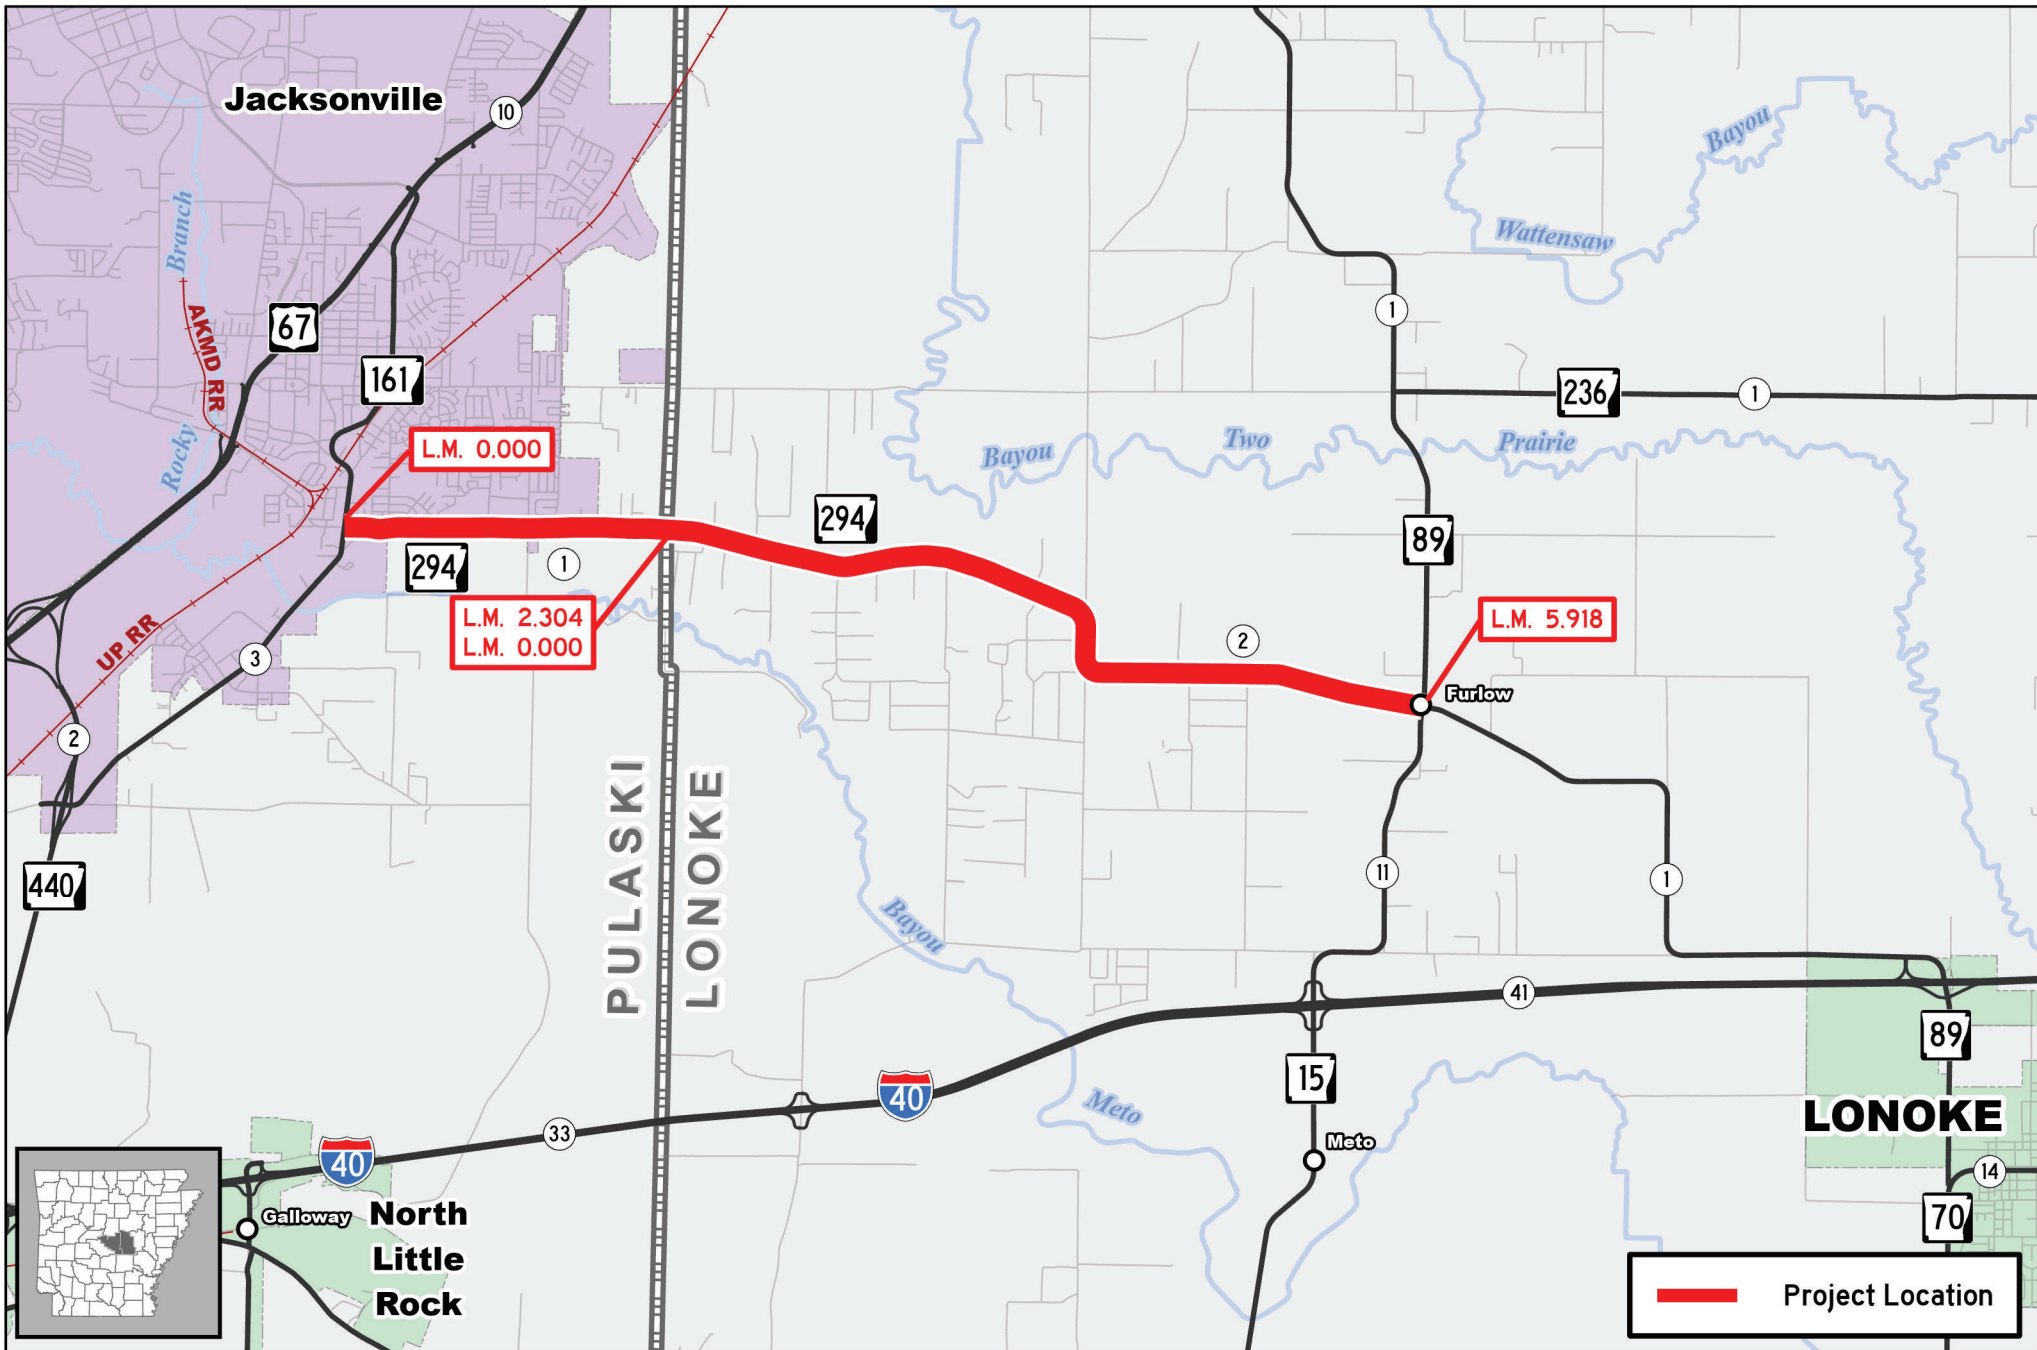 Jacksonville
10
Bayou
Branch
Wattensaw
67
1
AKMD RR
161
236
1
Rocky
L.M. 0.000
Bayou
Two
Prairie
294
89
294
1
L.M. 2.304
L.M. 0.000
L.M. 5.918
UP RR
3
2
Furlow
2
PULASKI
LONOKE
440
11
1
Bayou
41
89
15
40
Meto
LONOKE
33
Meto
40
14
Galloway
North
Little
Rock
70
Project Location